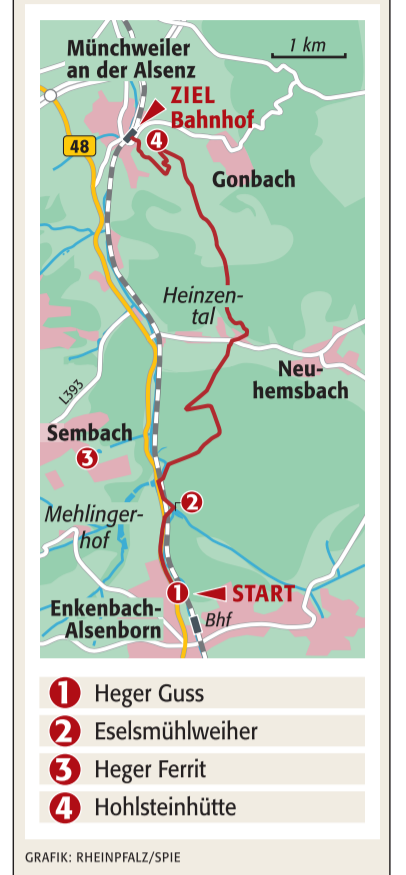 Münchweiler
an der Alsenz
1 km
ZIEL
Bahnhof
4
48
Gonbach
Heinzen-
tal
Neu-
hemsbach
L393
Sembach
3
2
Mehlinger-
hof
1
START
Enkenbach-
Alsenborn
Bhf
1 Heger Guss
2 Eselsmühlweiher
3 Heger Ferrit
4 Hohlsteinhütte
GRAFIK: RHEINPFALZ/SPIE